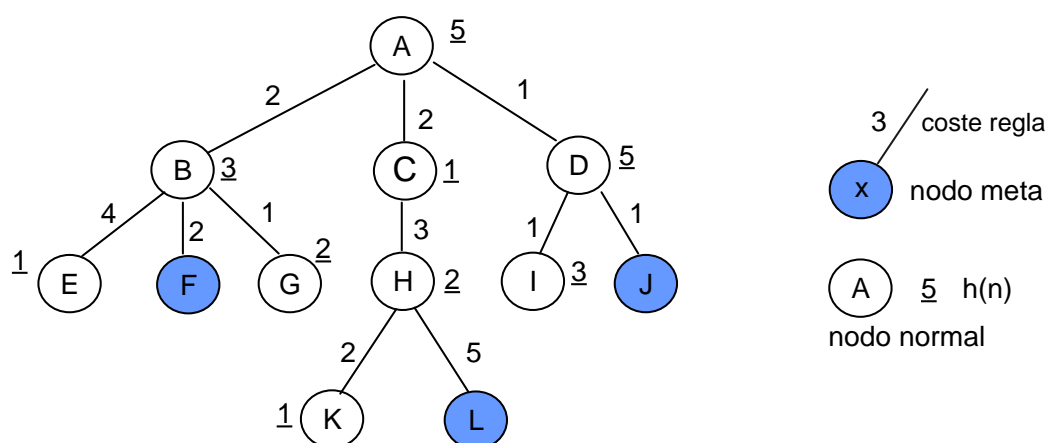 A 5
2 2 1
3 coste regla
B 3 C 1 D 5
x nodo meta
4 2 1 3 1 1
1 E F G 2 H 2 I 3 J
A 5 h(n)
nodo normal
2 5
1 K L